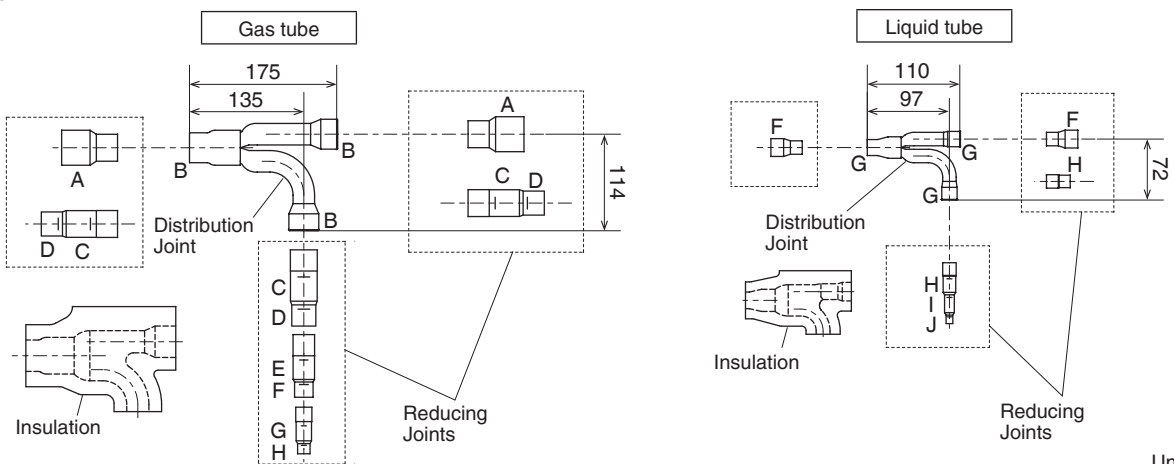 Gas tube
175
135
A
B
B
B
A
D
C
Distribution
Joint
C
D
114
C
D
E
F
G
H
Insulation
Reducing
Joints
Liquid tube
110
97
F
G
G
G
F
H
72
Distribution
Joint
H
I
J
Insulation
Reducing
Joints